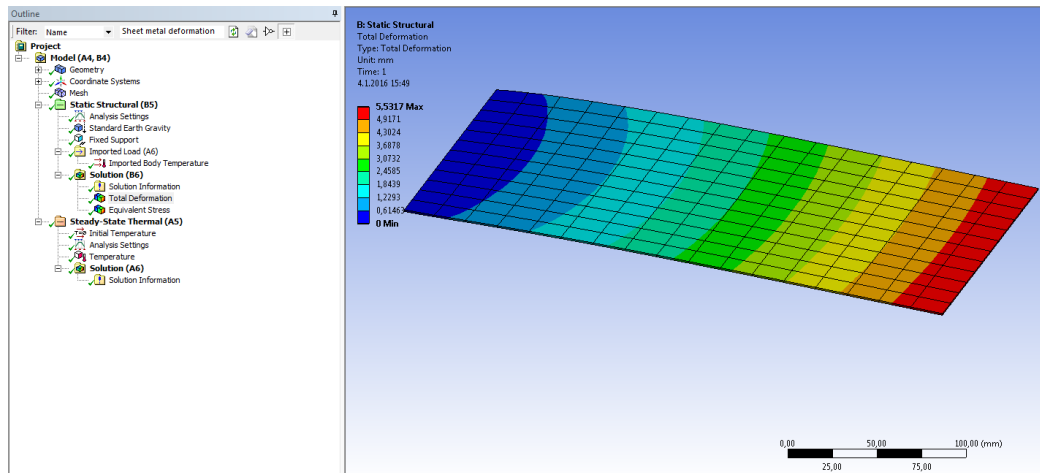 Outline
Filter: Name Sheet metal deformation
Project
Model (A4, B4)
Geometry
Coordinate Systems
Mesh
Static Structural (B5)
Analysis Settings
Standard Earth Gravity
Fixed Support
Imported Load (A6)
Imported Body Temperature
Solution (B6)
Solution Information
Total Deformation
Equivalent Stress
Steady-State Thermal (A5)
Initial Temperature
Analysis Settings
Temperature
Solution (A6)
Solution Information
B: Static Structural
Total Deformation
Type: Total Deformation
Unit: mm
Time: 1
4.1.2016 15:49
5,5317 Max
4,9171
4,3024
3,6878
3,0732
2,4585
1,8439
1,2293
0,61463
0 Min
0,00 50,00 100,00 (mm)
25,00 75,00